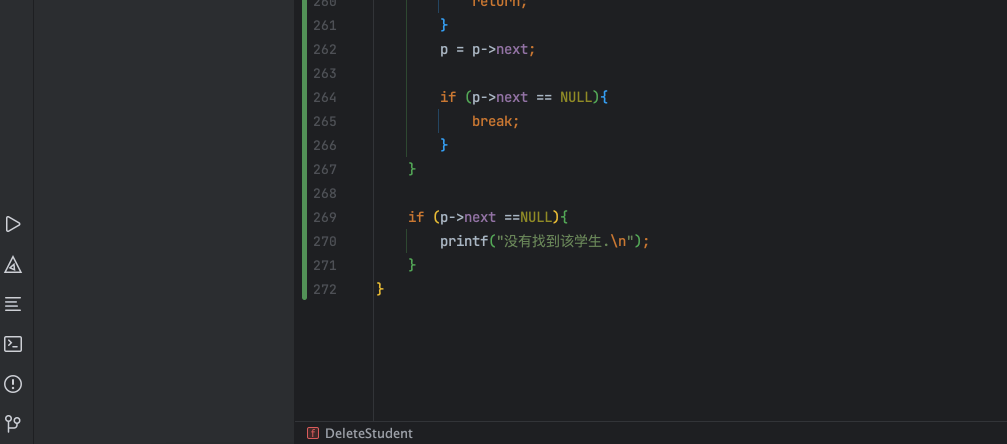 260 return;
261 }
262 p = p->next;
263
264 if (p->next == NULL){
265 break;
266 }
267 }
268
269 if (p->next ==NULL){
270 printf("没有找到该学生.\n");
271 }
272 }
DeleteStudent